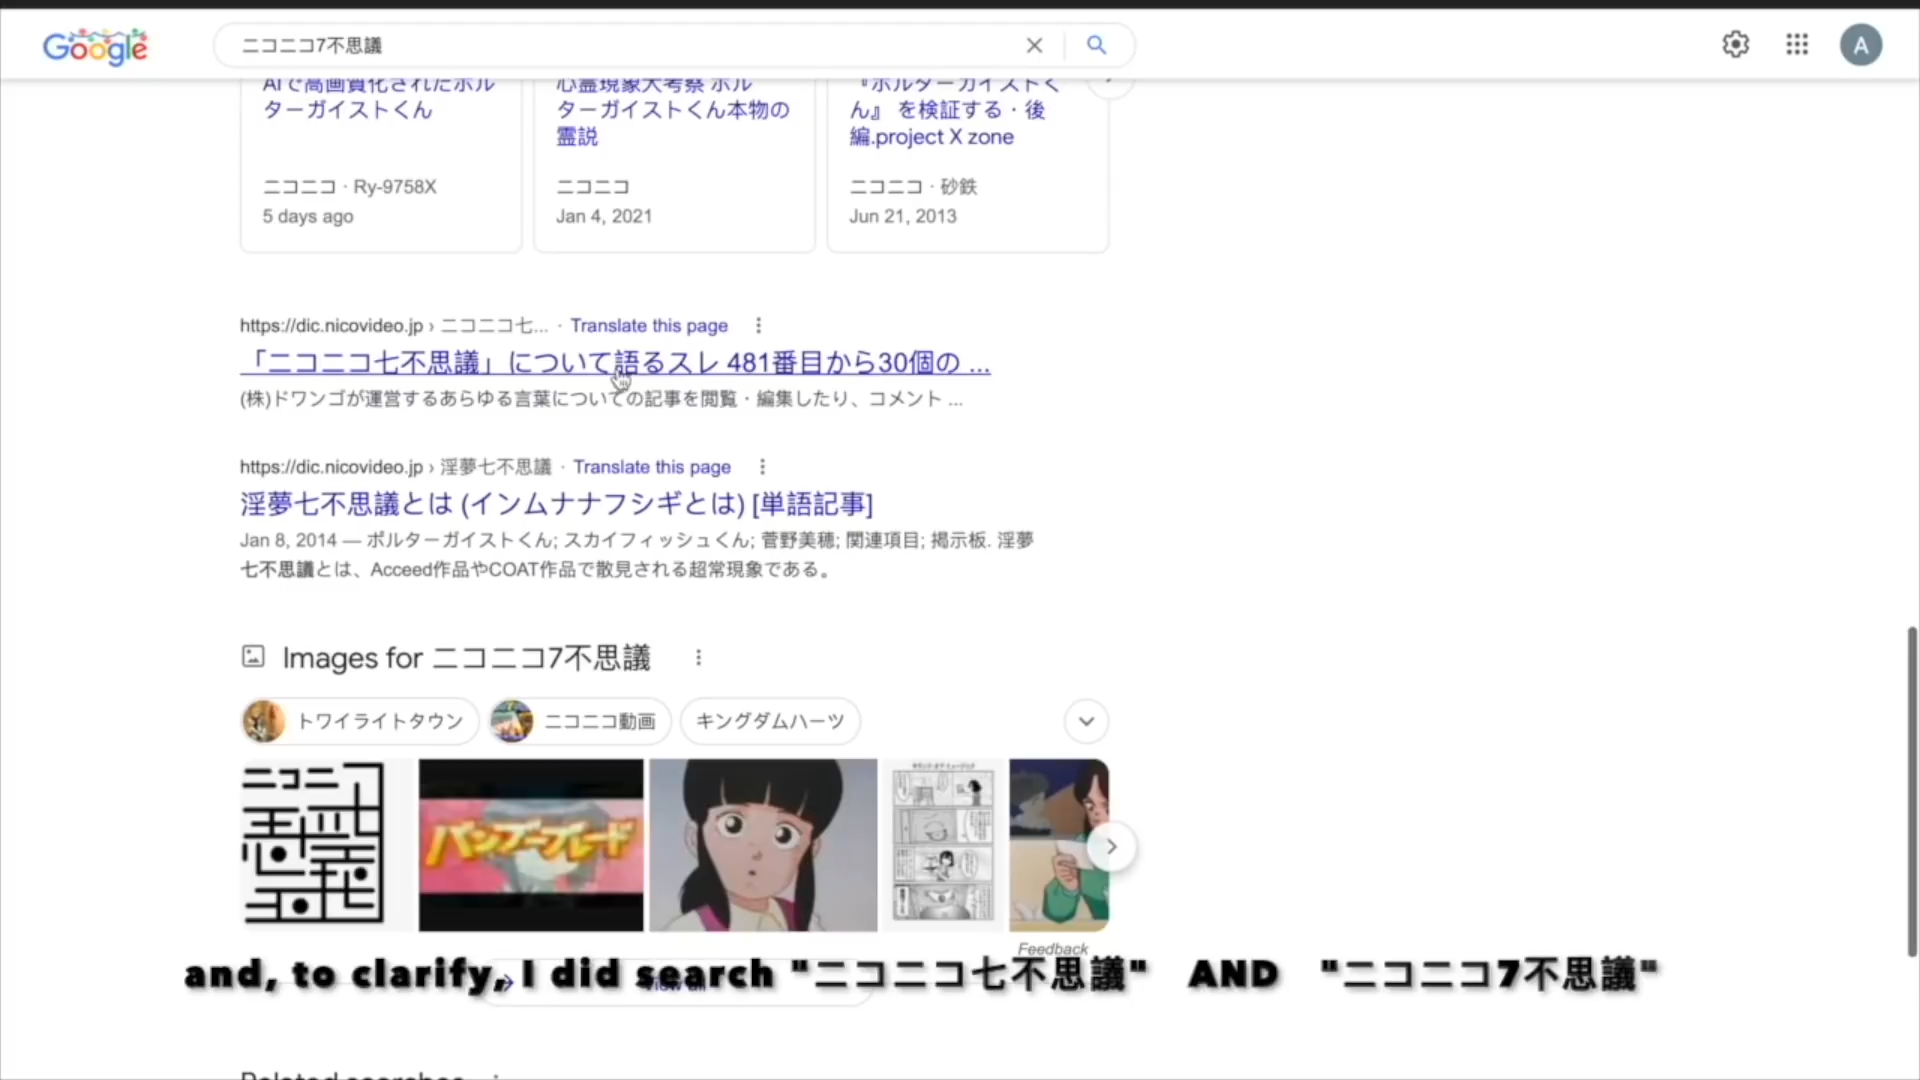 Google
ニコニコ7不思議
A
AIで高画質化されたポル
ターガイストくん
ニコニコ · Ry-9758X
5 days ago
心霊現象大考察 ポル
ターガイストくん本物の
霊説
ニコニコ
Jan 4, 2021
『ポルターガイストく
ん』 を検証する・後
編.project X zone
ニコニコ · 砂鉄
Jun 21, 2013
https://dic.nicovideo.jp › ニコニコ七... · Translate this page
「ニコニコ七不思議」について語るスレ 481番目から30個の ...
(株)ドワンゴが運営するあらゆる言葉についての記事を閲覧・編集したり、コメント ...
https://dic.nicovideo.jp › 淫夢七不思議 · Translate this page
淫夢七不思議とは (インムナナフシギとは) [単語記事]
Jan 8, 2014 — ポルターガイストくん; スカイフィッシュくん; 菅野美穂; 関連項目; 掲示板. 淫夢
七不思議とは、Acceed作品やCOAT作品で散見される超常現象である。
Images for ニコニコ7不思議
トワイライトタウン
ニコニコ動画
キングダムハーツ
ニコニコ
バンブーブレード
Feedback
and, to clarify, I did search "ニコニコ七不思議" AND "ニコニコ7不思議"
View all
Related searches